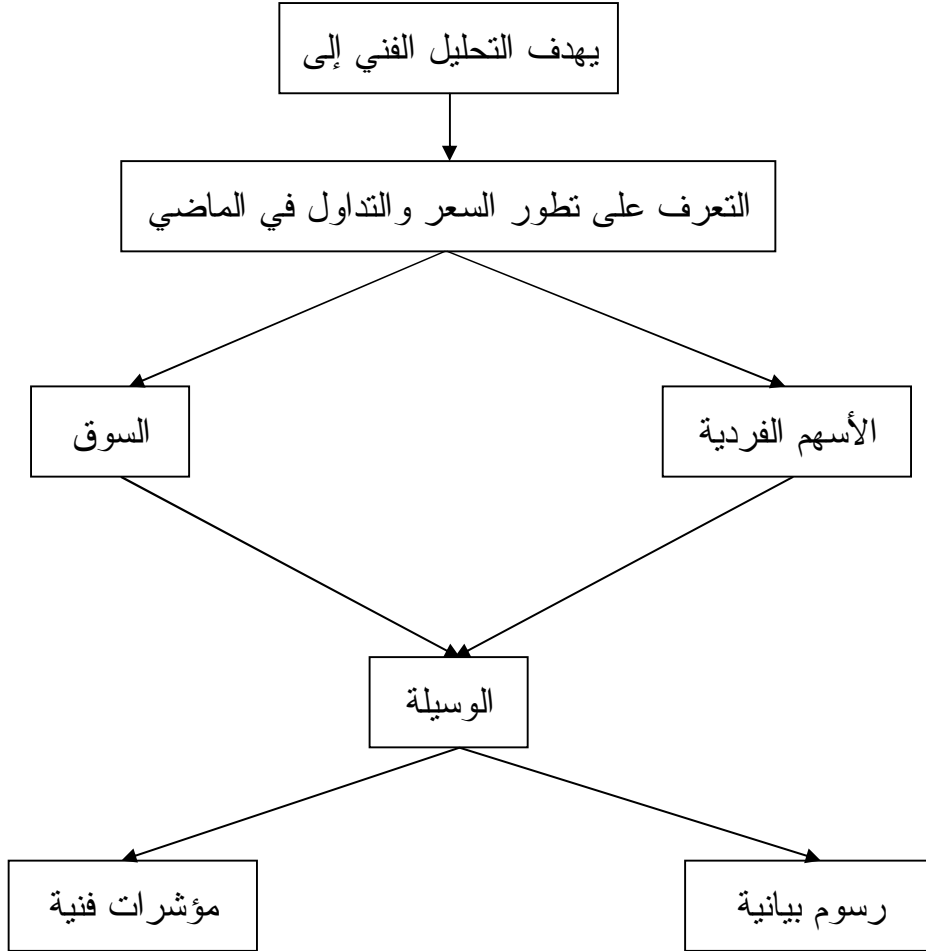 يهدف التحليل الفني إلى
التعرف على تطور السعر والتداول في الماضي
الأسهم الفردية
السوق
الوسيلة
رسوم بيانية
مؤشرات فنية